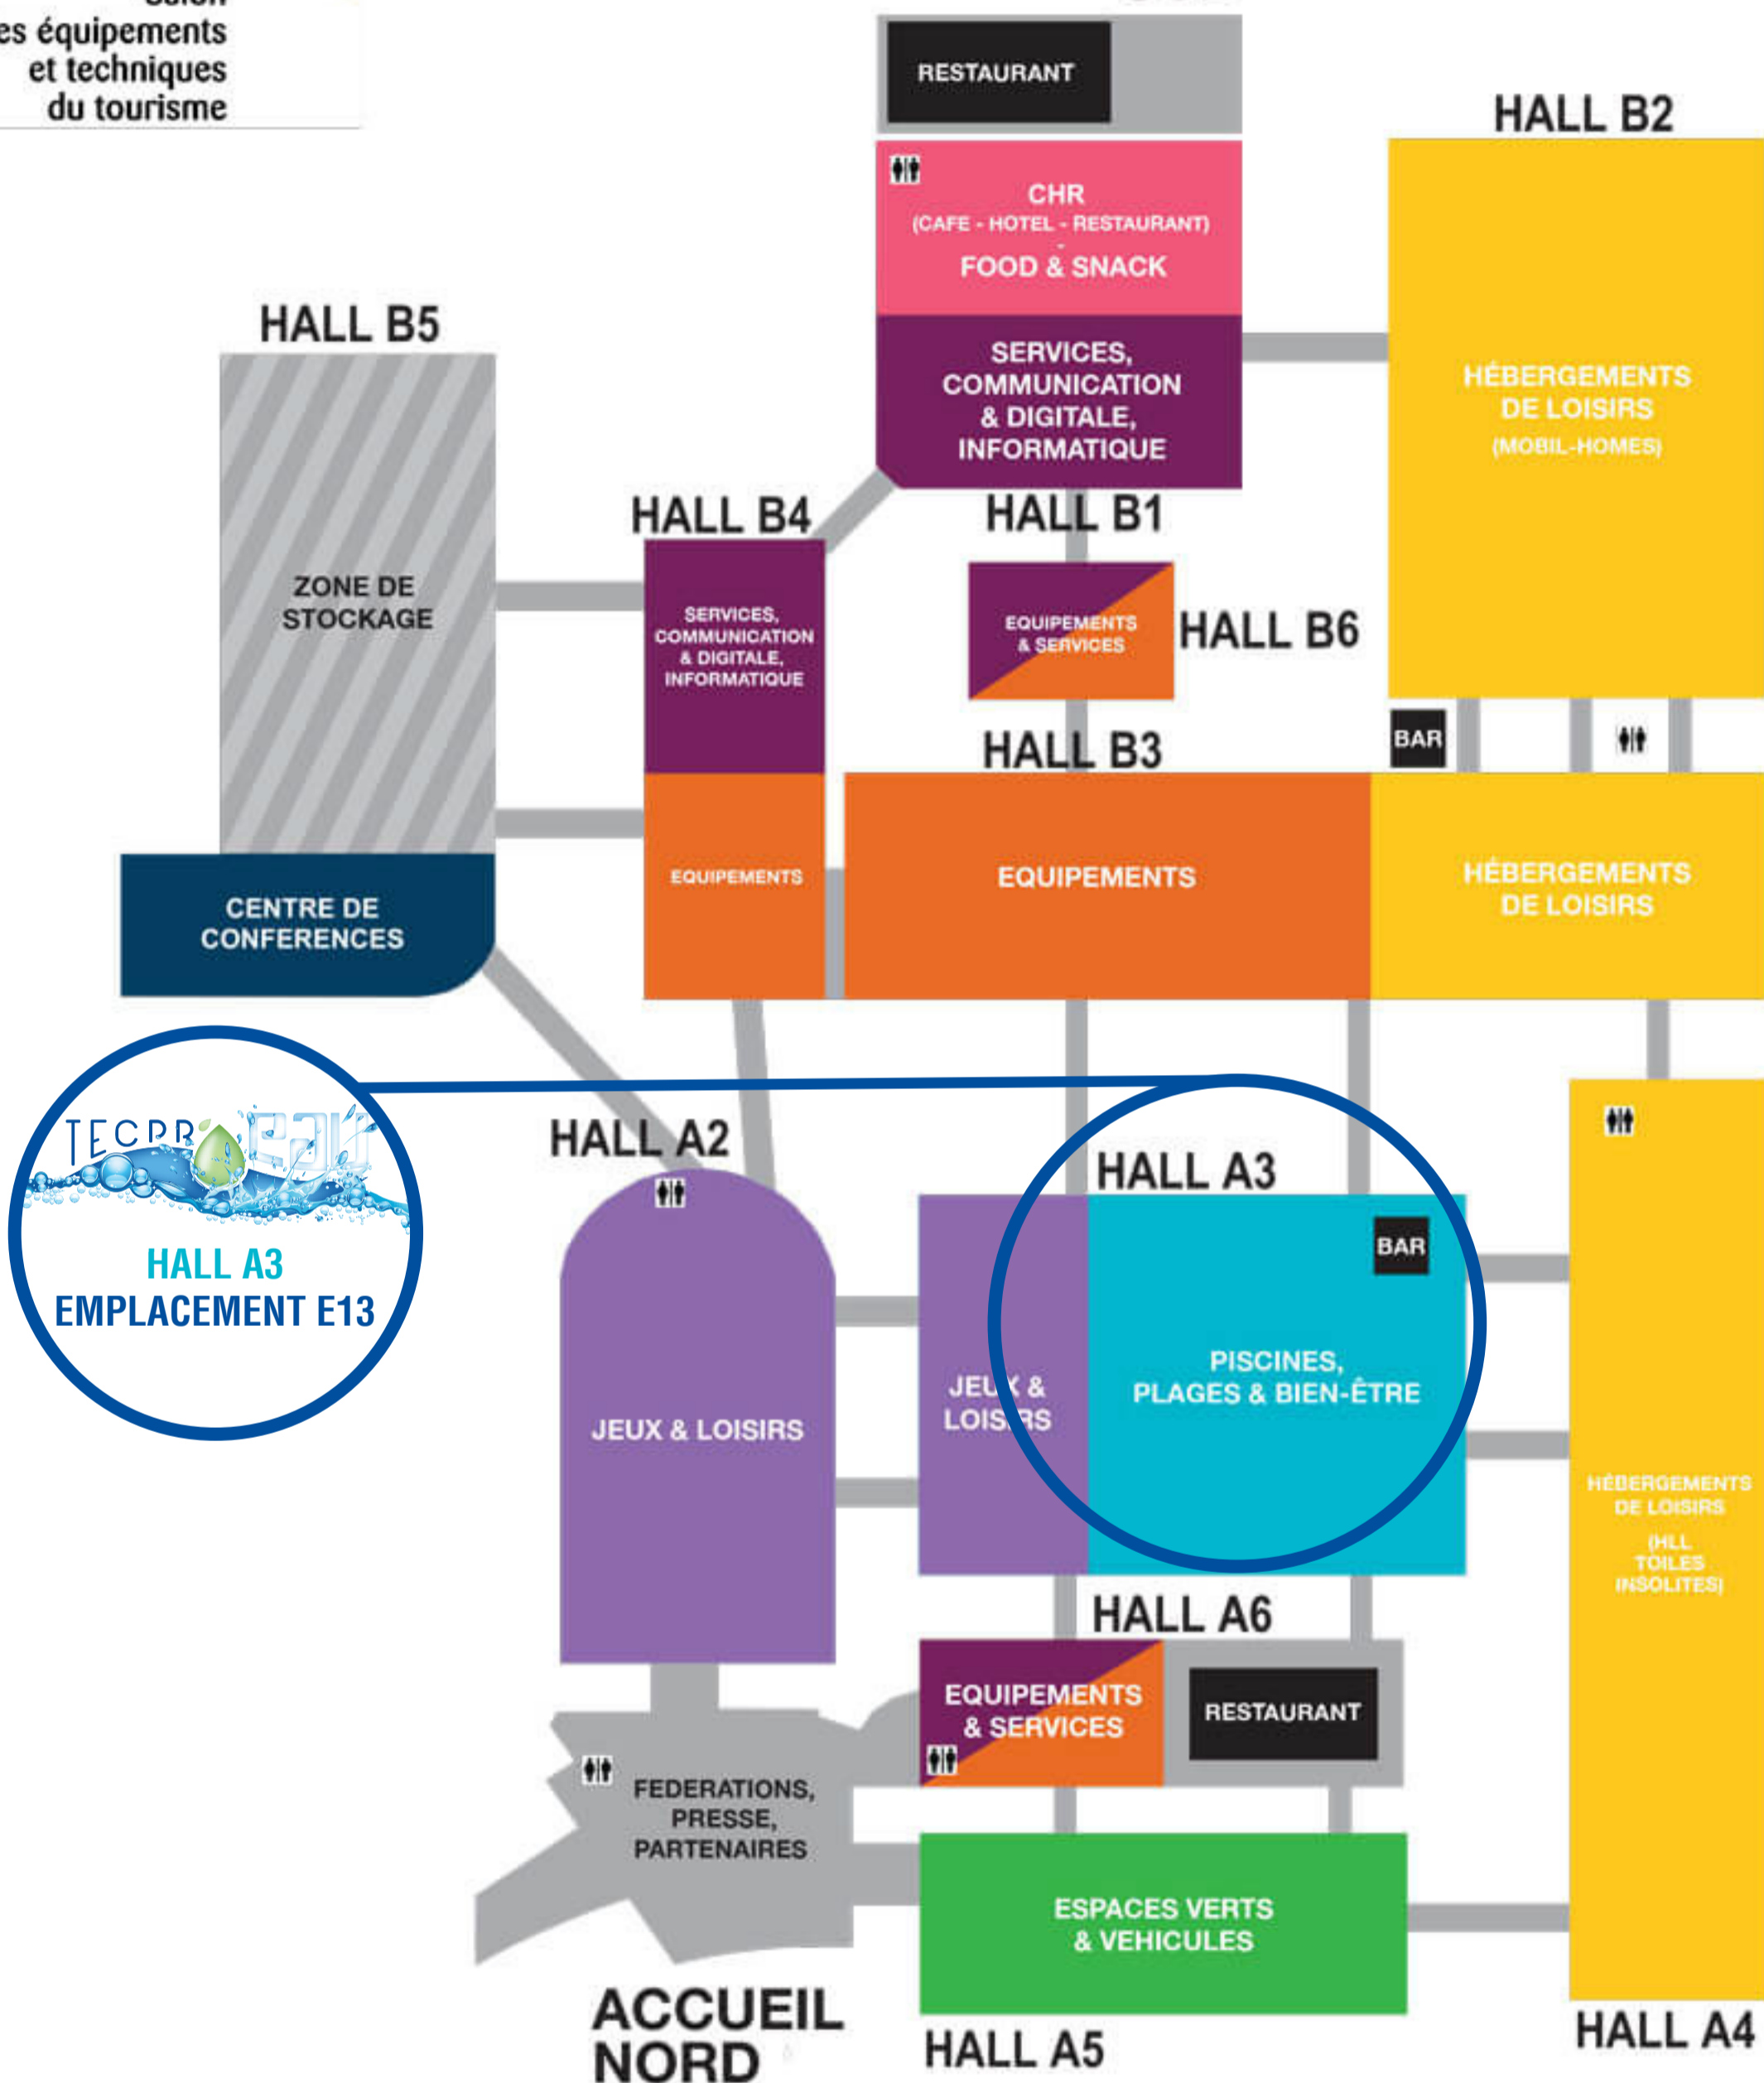 es équipements
et techniques
du tourisme
RESTAURANT
HALL B2
CHR
(CAFE - HOTEL - RESTAURANT)
-
FOOD & SNACK
HALL B5
SERVICES,
COMMUNICATION
& DIGITALE,
INFORMATIQUE
HÉBERGEMENTS
DE LOISIRS
(MOBIL-HOMES)
HALL B4
HALL B1
ZONE DE
STOCKAGE
SERVICES,
COMMUNICATION
& DIGITALE,
INFORMATIQUE
EQUIPEMENTS
& SERVICES
HALL B6
BAR
HALL B3
EQUIPEMENTS
EQUIPEMENTS
HÉBERGEMENTS
DE LOISIRS
CENTRE DE
CONFERENCES
TECPR eau
HALL A3
EMPLACEMENT E13
HALL A2
HALL A3
BAR
JEUX & LOISIRS
JEUX &
LOISIRS
PISCINES,
PLAGES & BIEN-ÊTRE
HÉBERGEMENTS
DE LOISIRS
(HLL
TOILES
INSOLITES)
HALL A6
EQUIPEMENTS
& SERVICES
RESTAURANT
FEDERATIONS,
PRESSE,
PARTENAIRES
ESPACES VERTS
& VEHICULES
ACCUEIL
NORD
HALL A5
HALL A4